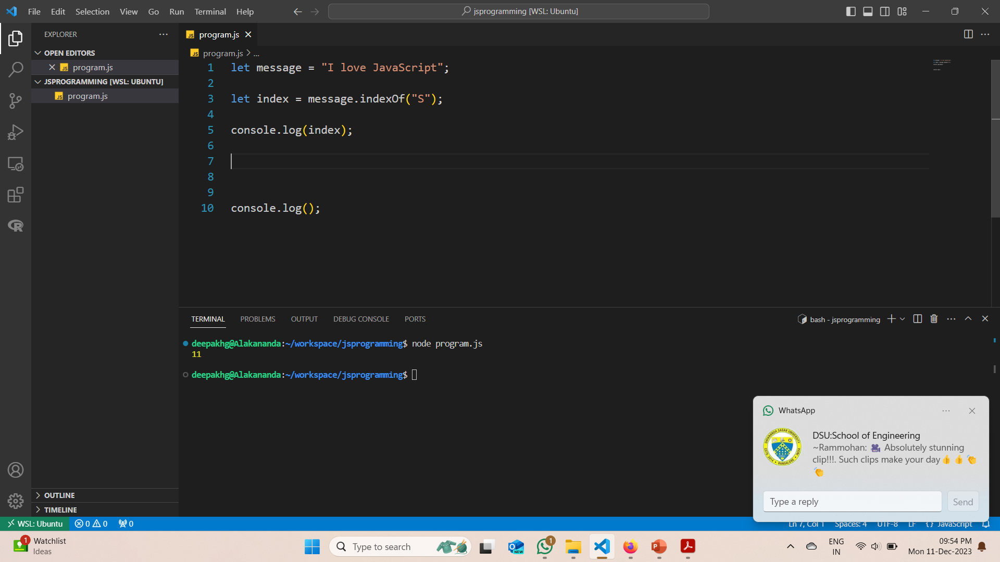 File Edit Selection View Go Run Terminal Help
jsprogramming [WSL: Ubuntu]
EXPLORER
OPEN EDITORS
program.js
JSPROGRAMMING [WSL: UBUNTU]
program.js
OUTLINE
TIMELINE
program.js
program.js > ...
1 let message = "I love JavaScript";
2
3 let index = message.indexOf("S");
4
5 console.log(index);
6
7
8
9
10 console.log();
TERMINAL PROBLEMS OUTPUT DEBUG CONSOLE PORTS
bash - jsprogramming
deepakhg@Alakananda:~/workspace/jsprogramming$ node program.js
11
deepakhg@Alakananda:~/workspace/jsprogramming$
WhatsApp
DSU:School of Engineering
~Rammohan: 🎥 Absolutely stunning
clip!!!. Such clips make your day👍👍👏
👏
Type a reply
Send
WSL: Ubuntu 0 0 0
Ln 7, Col 1 Spaces: 4 UTF-8 LF {} JavaScript
1
Watchlist
Ideas
Type to search
NEW
1
ENG
IN
09:54 PM
Mon 11-Dec-2023